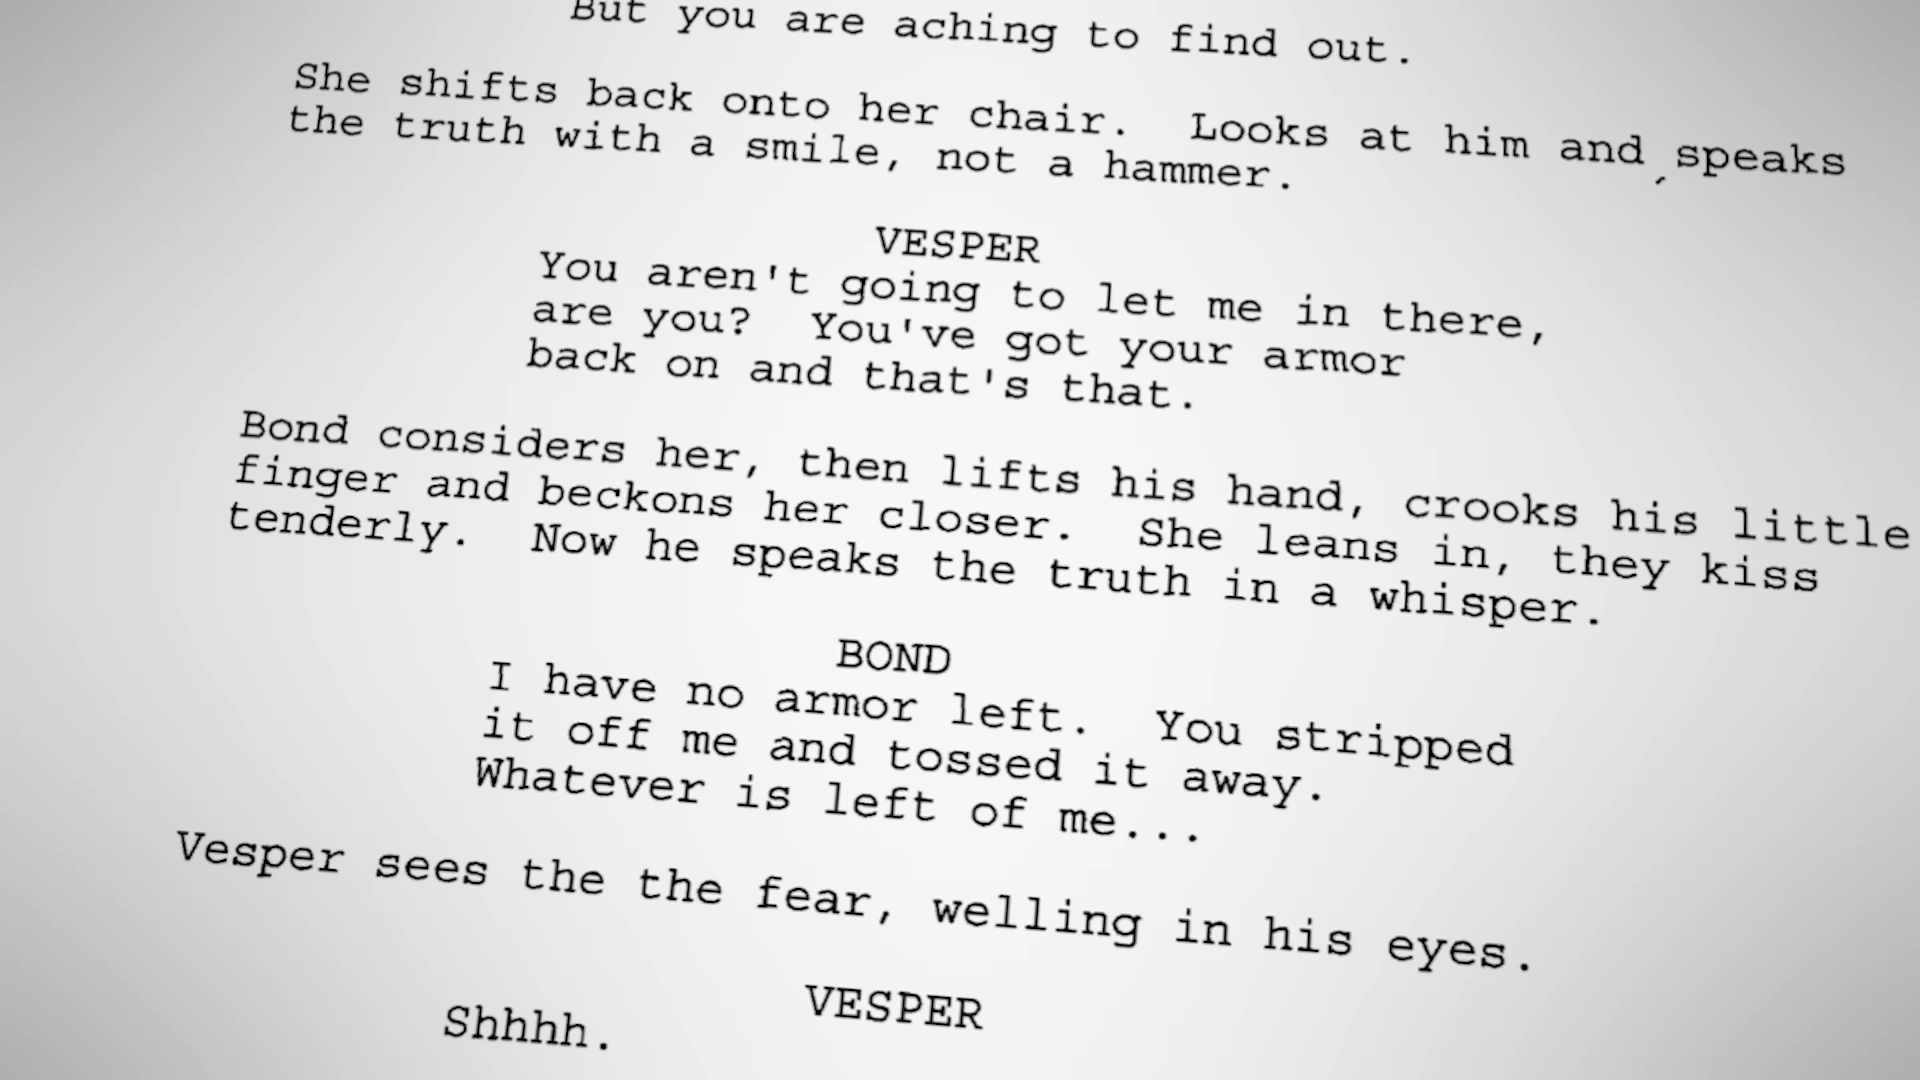 But you are aching to find out.
She shifts back onto her chair.  Looks at him and speaks
the truth with a smile, not a hammer.
VESPER
You aren't going to let me in there,
are you?  You've got your armor
back on and that's that.
Bond considers her, then lifts his hand, crooks his little
finger and beckons her closer.  She leans in, they kiss
tenderly.  Now he speaks the truth in a whisper.
BOND
I have no armor left.  You stripped
it off me and tossed it away.
Whatever is left of me...
Vesper sees the the fear, welling in his eyes.
VESPER
Shhhh.